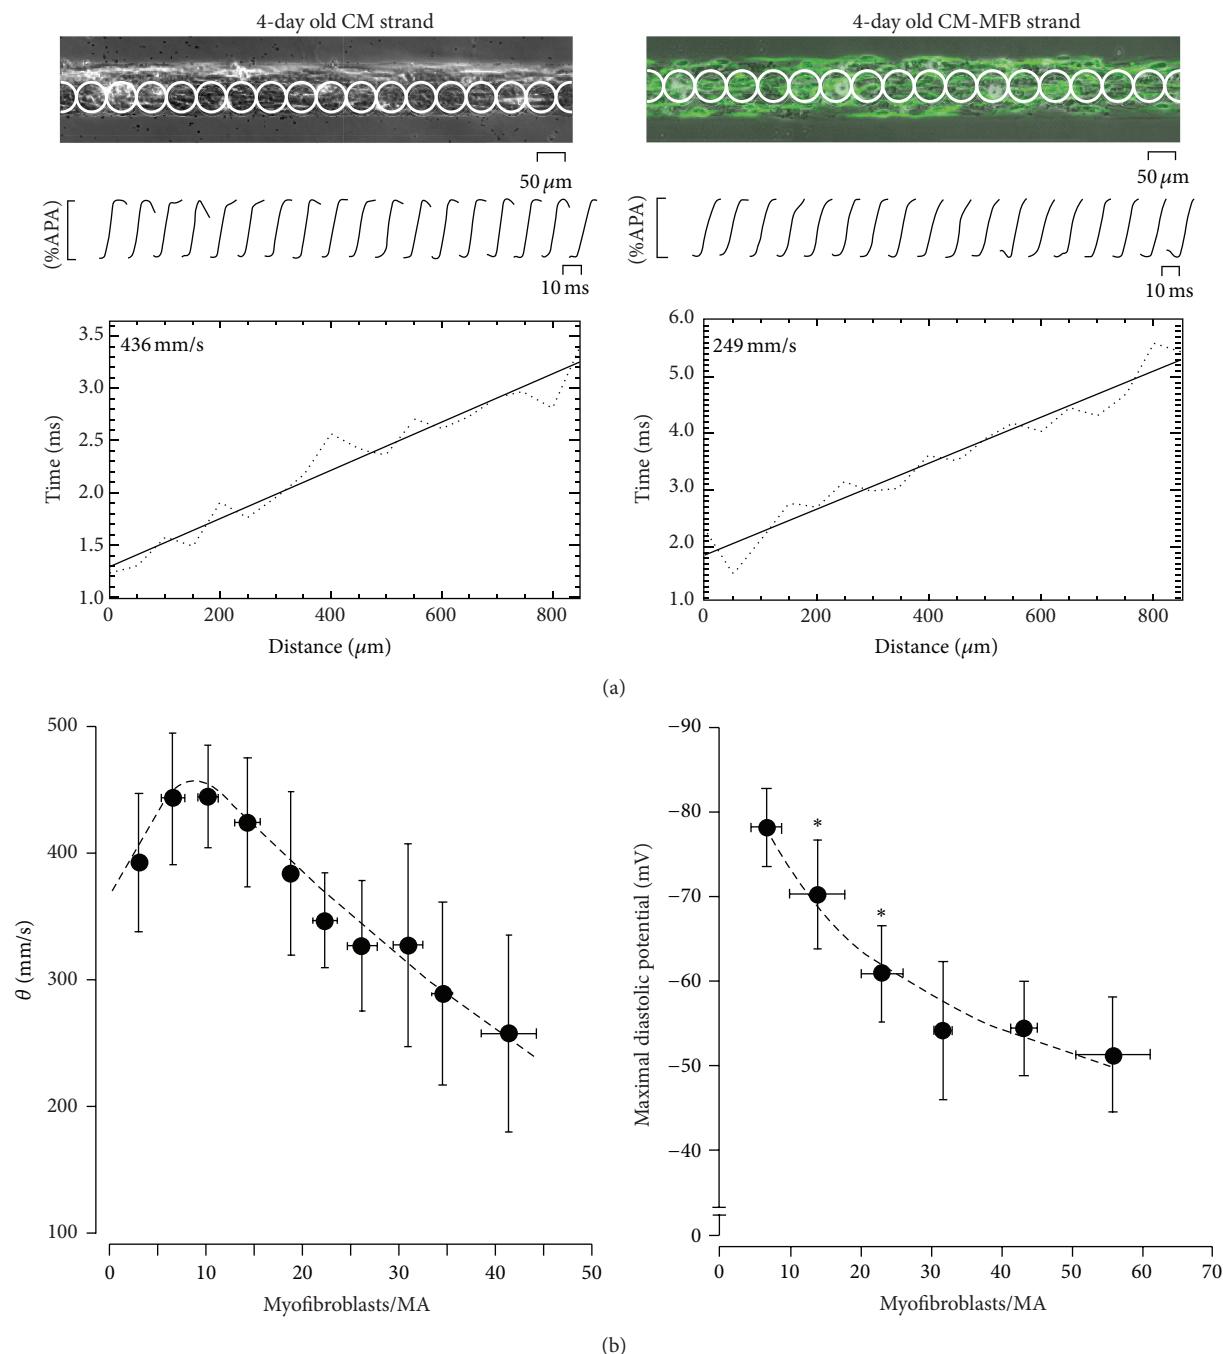 4-day old CM strand
4-day old CM-MFB strand
50 μm
50 μm
(%APA)
(%APA)
10 ms
10 ms
436 mm/s
3.5
3.0
2.5
2.0
1.5
1.0
Time (ms)
0 200 400 600 800
Distance (μm)
249 mm/s
6.0
5.0
4.0
3.0
2.0
1.0
Time (ms)
0 200 400 600 800
Distance (μm)
(a)
500
400
300
200
100
θ (mm/s)
0 10 20 30 40 50
Myofibroblasts/MA
−90
−80
−70
−60
−50
−40
0
Maximal diastolic potential (mV)
*
*
0 10 20 30 40 50 60 70
Myofibroblasts/MA
(b)